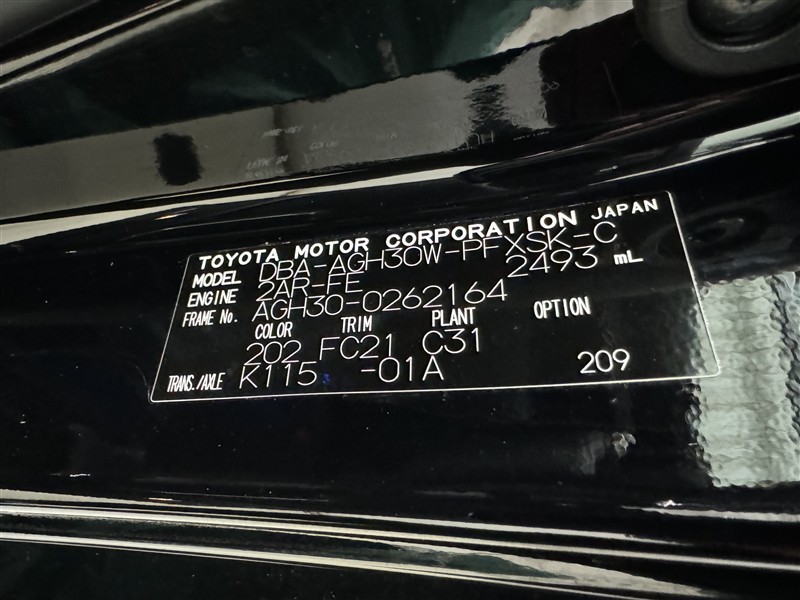 TOYOTA MOTOR CORPORATION JAPAN
MODEL DBA-AGH30W-PFXSK-C
ENGINE 2AR-FE 2493 mL
FRAME No. AGH30-0262164
COLOR TRIM PLANT OPTION
202 FC21 C31
TRANS./AXLE K115 -01A 209